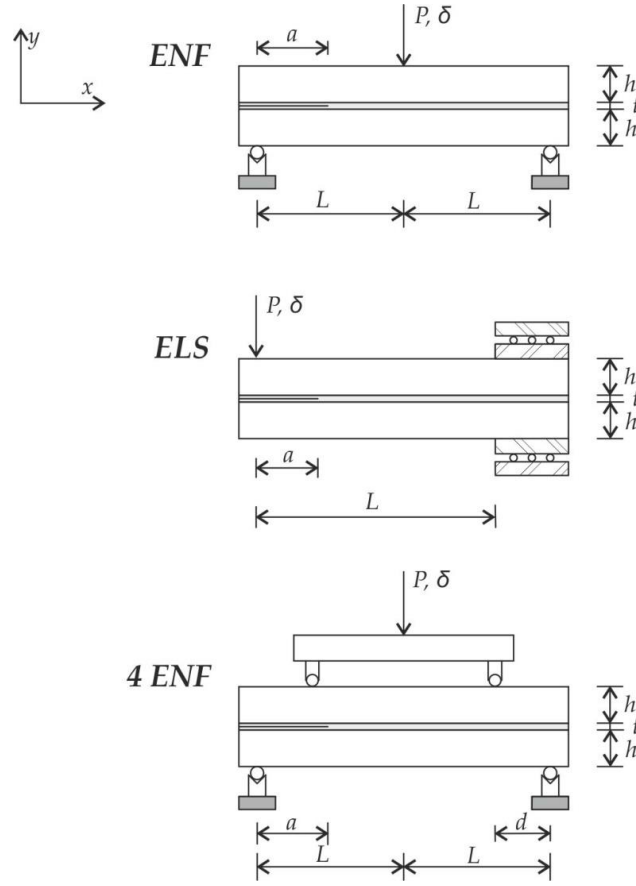 y
x
ENF
a
P, δ
h
t
h
L
L
P, δ
ELS
h
t
h
a
L
P, δ
4 ENF
h
t
h
a
d
L
L